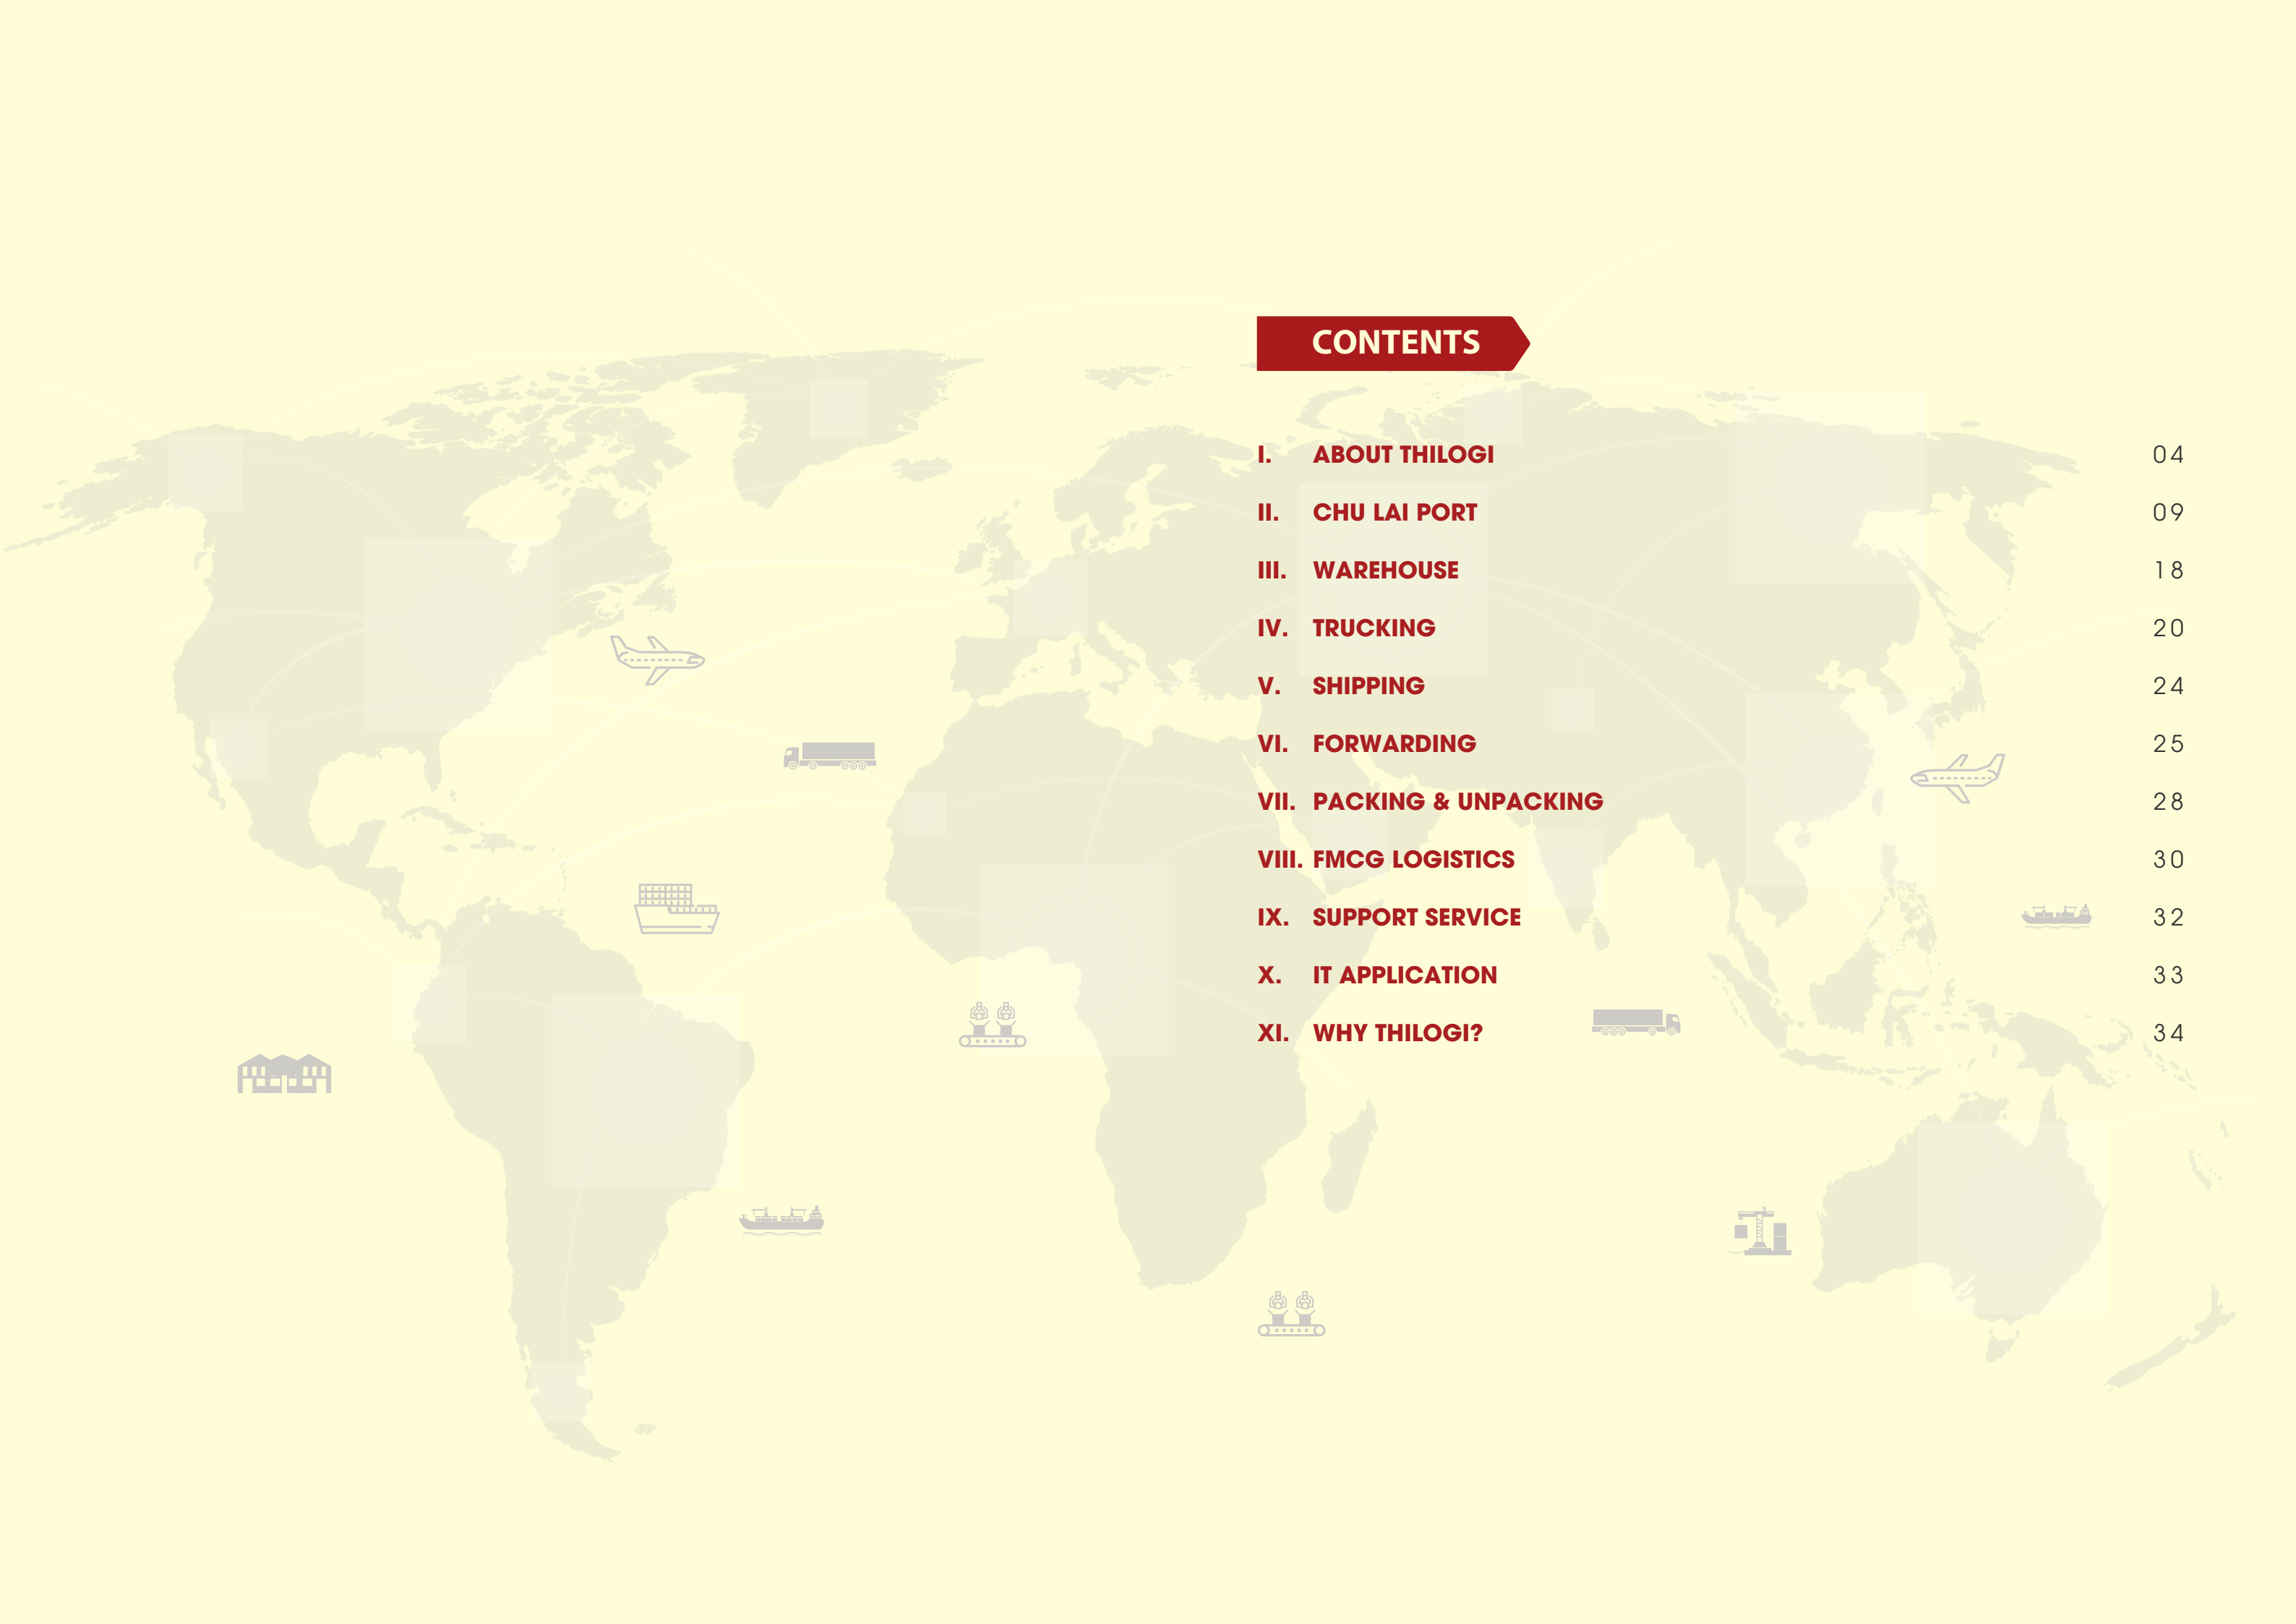 CONTENTS
I. ABOUT THILOGI 04
II. CHU LAI PORT 09
III. WAREHOUSE 18
IV. TRUCKING 20
V. SHIPPING 24
VI. FORWARDING 25
VII. PACKING & UNPACKING 28
VIII. FMCG LOGISTICS 30
IX. SUPPORT SERVICE 32
X. IT APPLICATION 33
XI. WHY THILOGI? 34